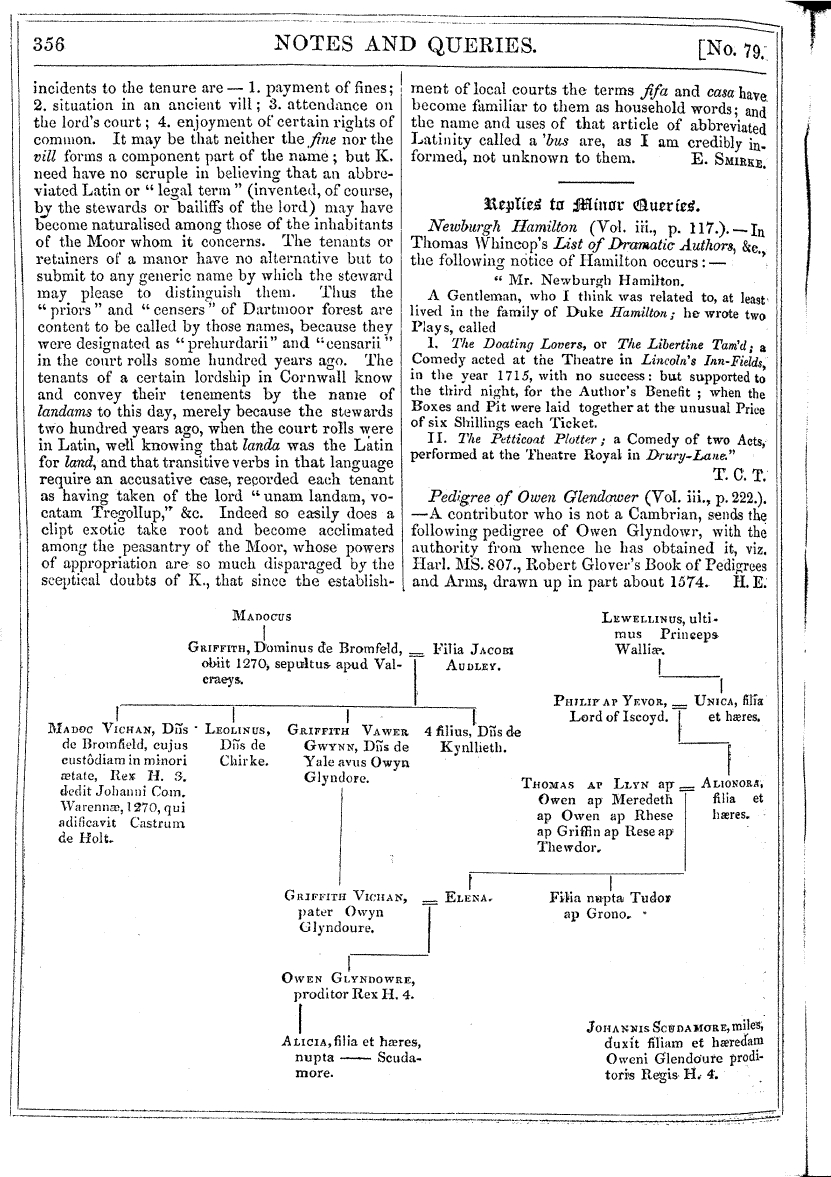 356
NOTES AND QUERIES.
[No. 79.
incidents to the tenure are — 1. payment of fines;
2. situation in an ancient vill; 3. attendance on
the lord's court; 4. enjoyment of certain rights of
common. It may be that neither the fine nor the
vill forms a component part of the name; but K.
need have no scruple in believing that an abbre-
viated Latin or "legal term" (invented, of course,
by the stewards or bailiffs of the lord) may have
become naturalised among those of the inhabitants
of the Moor whom it concerns. The tenants or
retainers of a manor have no alternative but to
submit to any generic name by which the steward
may please to distinguish them. Thus the
"priors" and "censers" of Dartmoor forest are
content to be called by those names, because they
were designated as "prehurdarii" and "censarii"
in the court rolls some hundred years ago. The
tenants of a certain lordship in Cornwall know
and convey their tenements by the name of
landams to this day, merely because the stewards
two hundred years ago, when the court rolls were
in Latin, well knowing that landa was the Latin
for land, and that transitive verbs in that language
require an accusative case, recorded each tenant
as having taken of the lord "unam landam, vo-
catam Tregollup," &c. Indeed so easily does a
clipt exotic take root and become acclimated
among the peasantry of the Moor, whose powers
of appropriation are so much disparaged by the
sceptical doubts of K., that since the establish-
ment of local courts the terms fifa and casa have
become familiar to them as household words; and
the name and uses of that article of abbreviated
Latinity called a 'bus are, as I am credibly in-
formed, not unknown to them. E. SMIRKE.
Replies to Minor Queries.
Newburgh Hamilton (Vol. iii., p. 117.).—In
Thomas Whincop's List of Dramatic Authors, &c.,
the following notice of Hamilton occurs:—
"Mr. Newburgh Hamilton.
A Gentleman, who I think was related to, at least
lived in the family of Duke Hamilton; he wrote two
Plays, called
I. The Doating Lovers, or The Libertine Tam'd; a
Comedy acted at the Theatre in Lincoln's Inn-Fields,
in the year 1715, with no success: but supported to
the third night, for the Author's Benefit; when the
Boxes and Pit were laid together at the unusual Price
of six Shillings each Ticket.
II. The Petticoat Plotter; a Comedy of two Acts,
performed at the Theatre Royal in Drury-Lane."
T. C. T.
Pedigree of Owen Glendower (Vol. iii., p. 222.).
—A contributor who is not a Cambrian, sends the
following pedigree of Owen Glyndowr, with the
authority from whence he has obtained it, viz.
Harl. MS. 807., Robert Glover's Book of Pedigrees
and Arms, drawn up in part about 1574. H. E.
MADOCUS
GRIFFITH, Dominus de Bromfeld,
obiit 1270, sepultus apud Val-
craeys.
= Filia JACOBI
AUDLEY.
LEWELLINUS, ulti-
mus Princeps
Walliæ.
PHILIP AP YEVOR,
Lord of Iscoyd.
= UNICA, filia
et hæres.
MADOC VICHAN, Dñs
de Bromfield, cujus
custôdiam in minori
ætate, Rex H. 3.
dedit Johanni Com.
Warennæ, 1270, qui
adificavit Castrum
de Holt.
LEOLINUS,
Dñs de
Chirke.
GRIFFITH VAWER
GWYNN, Dñs de
Yale avus Owyn
Glyndore.
4 filius, Dñs de
Kynllieth.
THOMAS AP LLYN ap
Owen ap Meredeth
ap Owen ap Rhese
ap Griffin ap Rese ap
Thewdor.
= ALIONORA,
filia et
hæres.
GRIFFITH VICHAN,
pater Owyn
Glyndoure.
= ELENA.
Filia nupta Tudor
ap Grono.
OWEN GLYNDOWRE,
proditor Rex H. 4.
ALICIA, filia et hæres,
nupta —— Scuda-
more.
JOHANNIS SCUDAMORE, miles,
duxit filiam et hæredam
Oweni Glendoure prodi-
toris Regis H. 4.